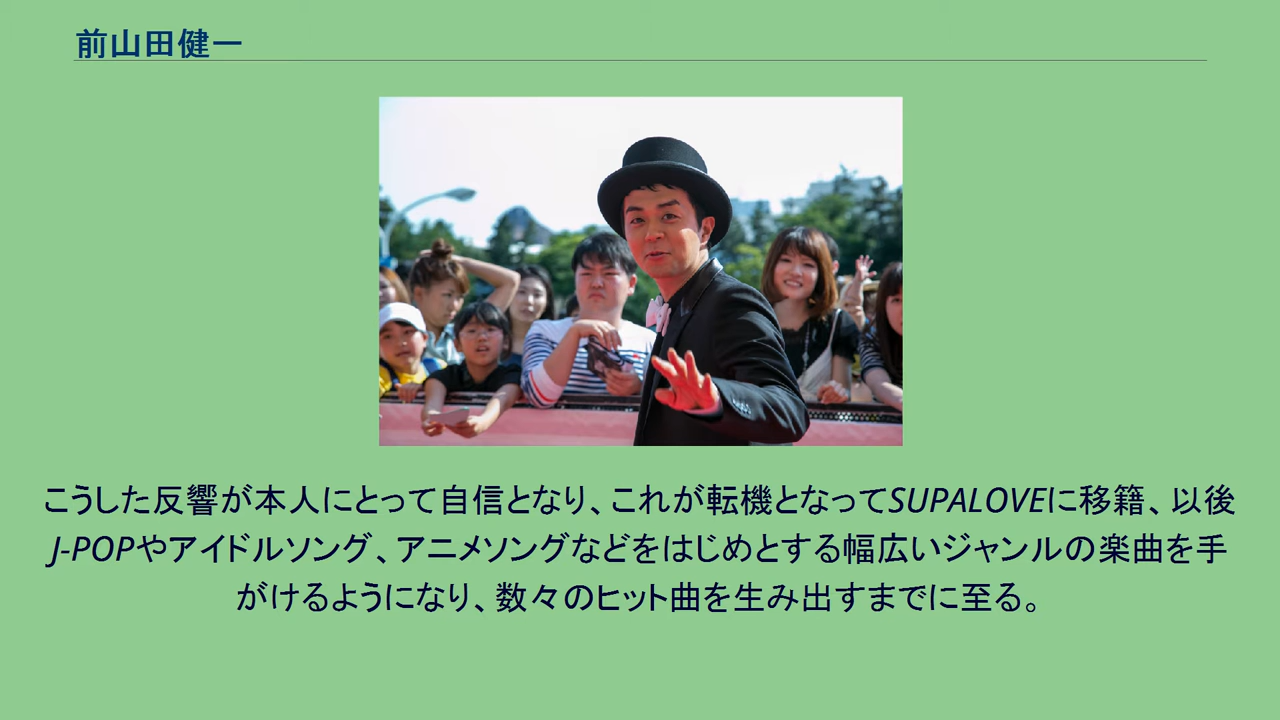 前山田健一
こうした反響が本人にとって自信となり、これが転機となってSUPALOVEに移籍、以後
J-POPやアイドルソング、アニメソングなどをはじめとする幅広いジャンルの楽曲を手
がけるようになり、数々のヒット曲を生み出すまでに至る。